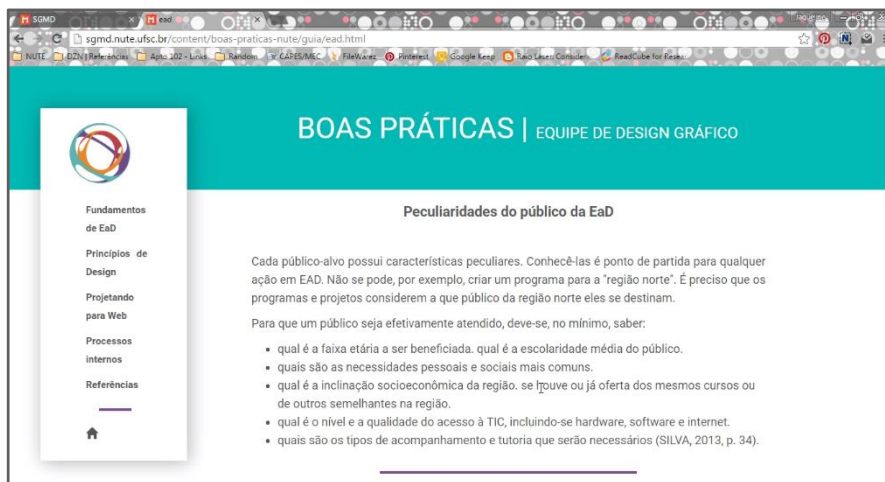 SGMD
ead
sgmd.nute.ufsc.br/content/boas-praticas-nute/guia/ead.html
NUTE
DZN | Referências
Apto 102 - Links
Random
CAPES/MEC
FileWarez
Pinterest
Google Keep
Raio Laser: Consider
ReadCube for Resear
BOAS PRÁTICAS | EQUIPE DE DESIGN GRÁFICO
Fundamentos
de EaD
Princípios de
Design
Projetando
para Web
Processos
internos
Referências
Peculiaridades do público da EaD
Cada público-alvo possui características peculiares. Conhecê-las é ponto de partida para qualquer
ação em EAD. Não se pode, por exemplo, criar um programa para a "região norte". É preciso que os
programas e projetos considerem a que público da região norte eles se destinam.
Para que um público seja efetivamente atendido, deve-se, no mínimo, saber:
qual é a faixa etária a ser beneficiada. qual é a escolaridade média do público.
quais são as necessidades pessoais e sociais mais comuns.
qual é a inclinação socioeconômica da região. se houve ou já oferta dos mesmos cursos ou
de outros semelhantes na região.
qual é o nível e a qualidade do acesso à TIC, incluindo-se hardware, software e internet.
quais são os tipos de acompanhamento e tutoria que serão necessários (SILVA, 2013, p. 34).